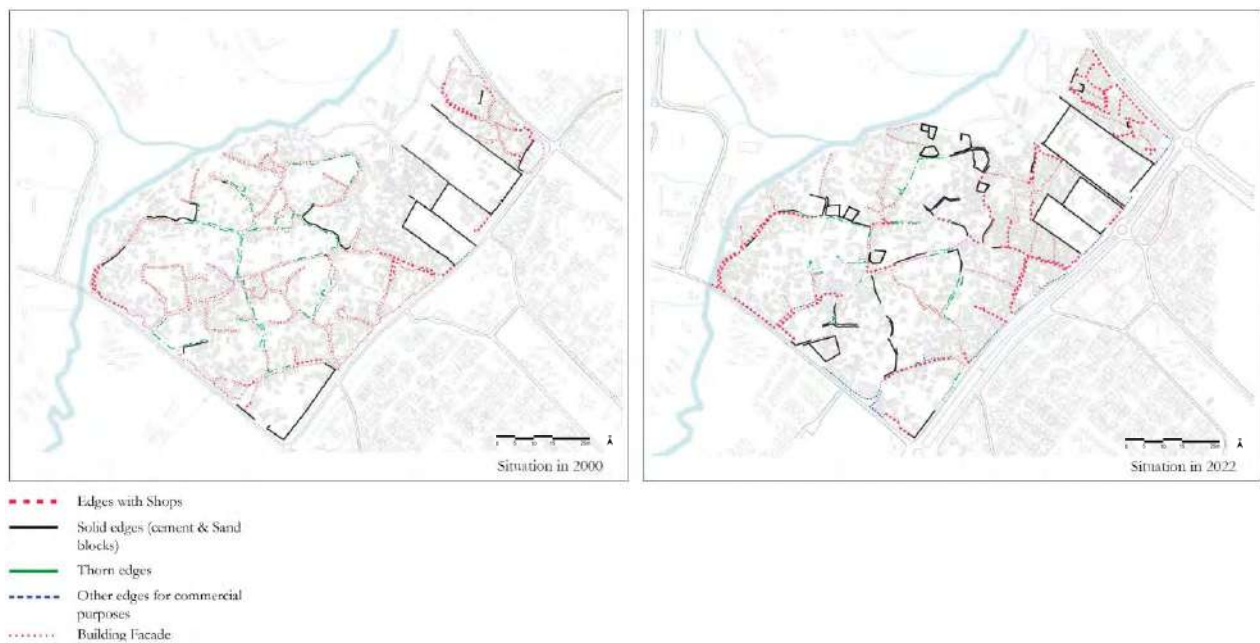 Situation in 2000
Situation in 2022
Edges with Shops
Solid edges (cement & Sand
blocks)
Thorn edges
Other edges for commercial
purposes
Building Facade